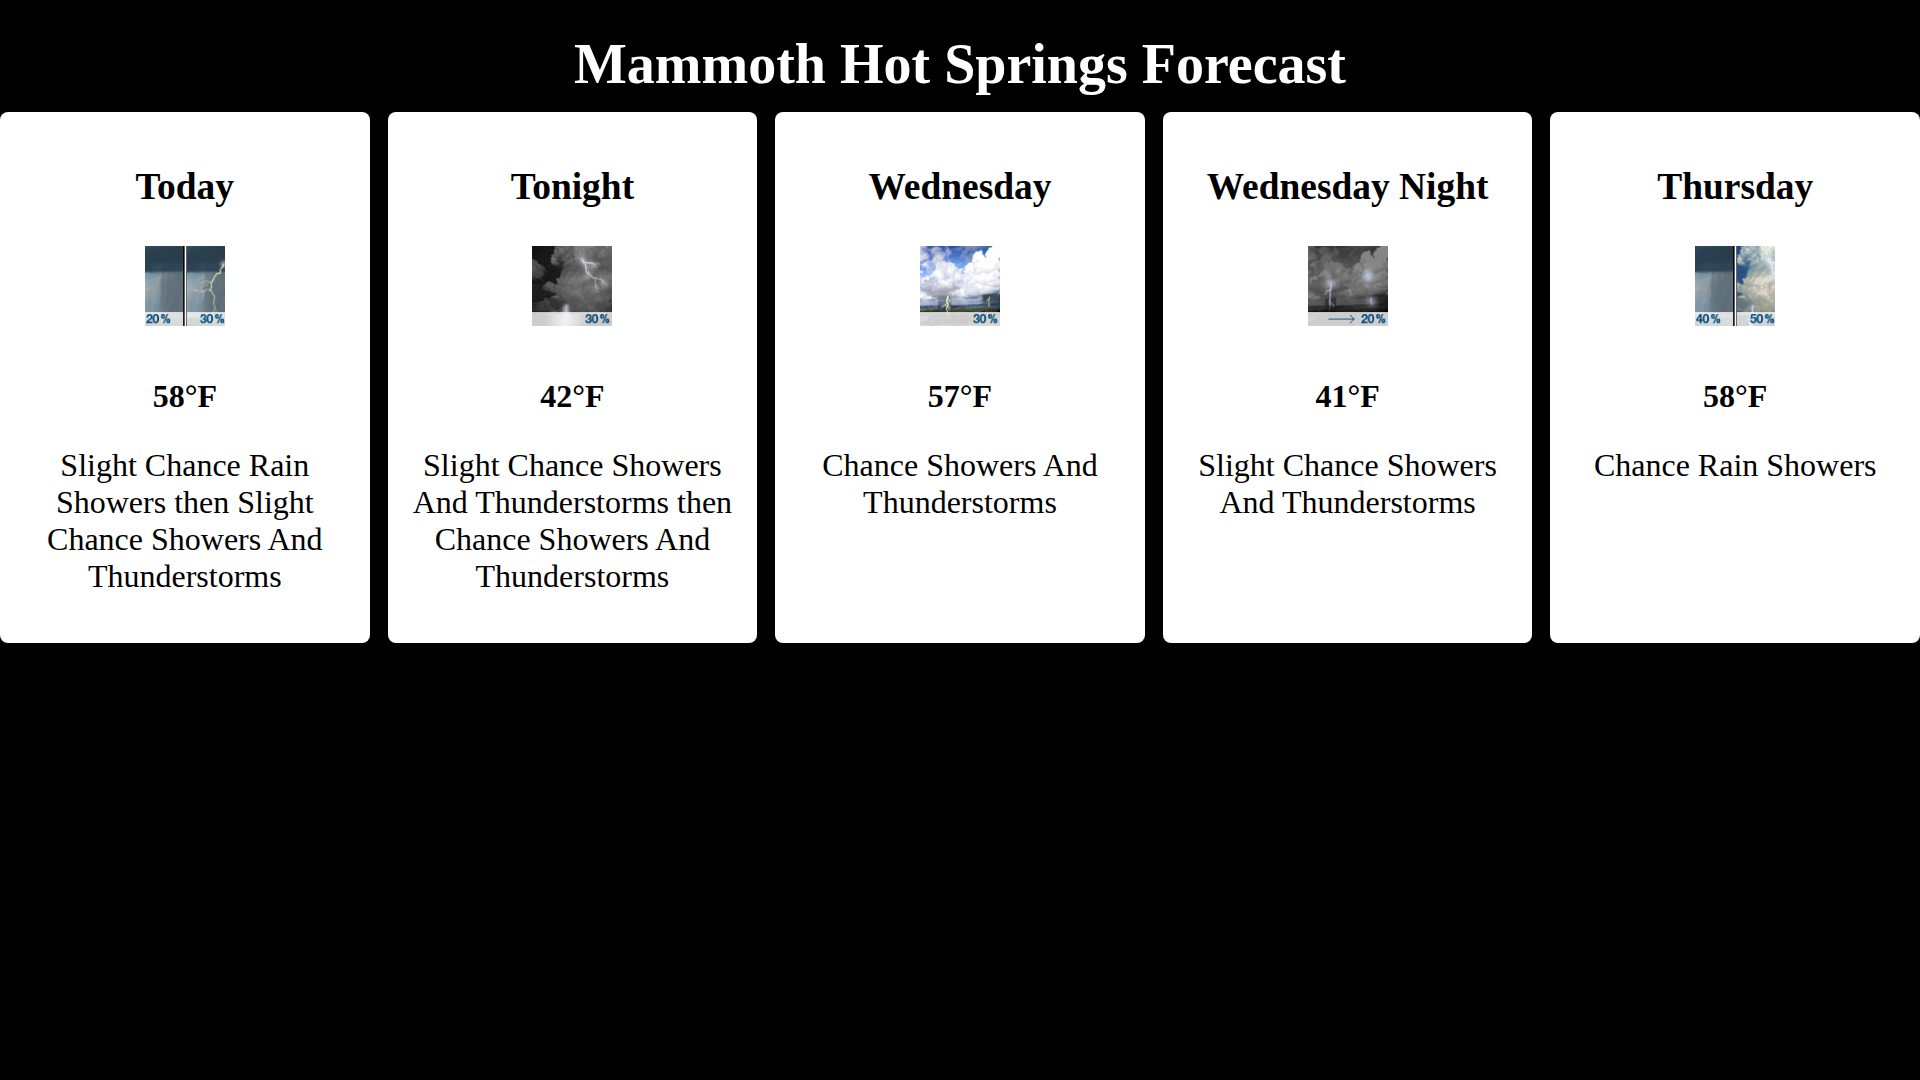 Mammoth Hot Springs Forecast
Today
20%
30%
58°F
Slight Chance Rain
Showers then Slight
Chance Showers And
Thunderstorms
Tonight
30%
42°F
Slight Chance Showers
And Thunderstorms then
Chance Showers And
Thunderstorms
Wednesday
30%
57°F
Chance Showers And
Thunderstorms
Wednesday Night
20%
41°F
Slight Chance Showers
And Thunderstorms
Thursday
40%
50%
58°F
Chance Rain Showers